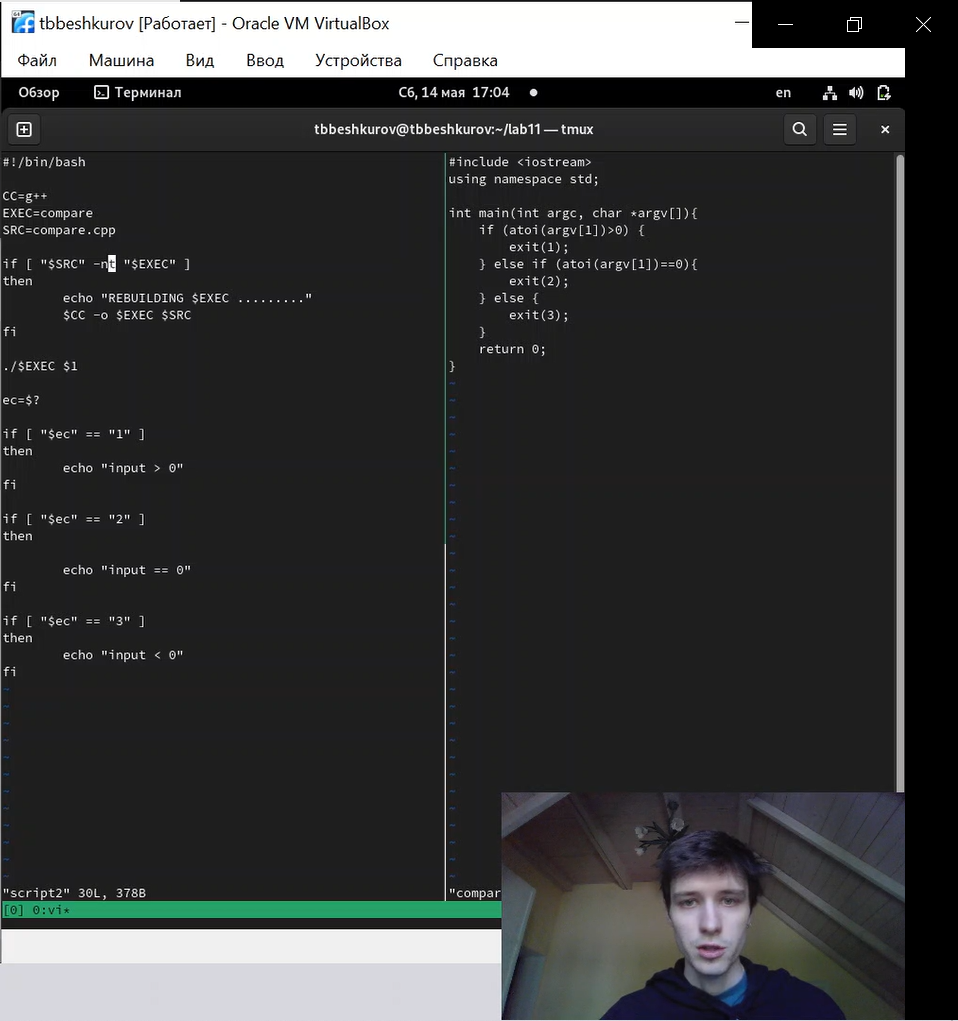 tbbeshkurov [Работает] - Oracle VM VirtualBox
Файл Машина Вид Ввод Устройства Справка
Обзор Терминал Сб, 14 мая 17:04 en
tbbeshkurov@tbbeshkurov:~/lab11 — tmux
#!/bin/bash
CC=g++
EXEC=compare
SRC=compare.cpp
if [ "$SRC" -nt "$EXEC" ]
then
echo "REBUILDING $EXEC ........."
$CC -o $EXEC $SRC
fi
./$EXEC $1
ec=$?
if [ "$ec" == "1" ]
then
echo "input > 0"
fi
if [ "$ec" == "2" ]
then
echo "input == 0"
fi
if [ "$ec" == "3" ]
then
echo "input < 0"
fi
"script2" 30L, 378B
#include <iostream>
using namespace std;
int main(int argc, char *argv[]){
if (atoi(argv[1])>0) {
exit(1);
} else if (atoi(argv[1])==0){
exit(2);
} else {
exit(3);
}
return 0;
}
"compar
[0] 0:vi*